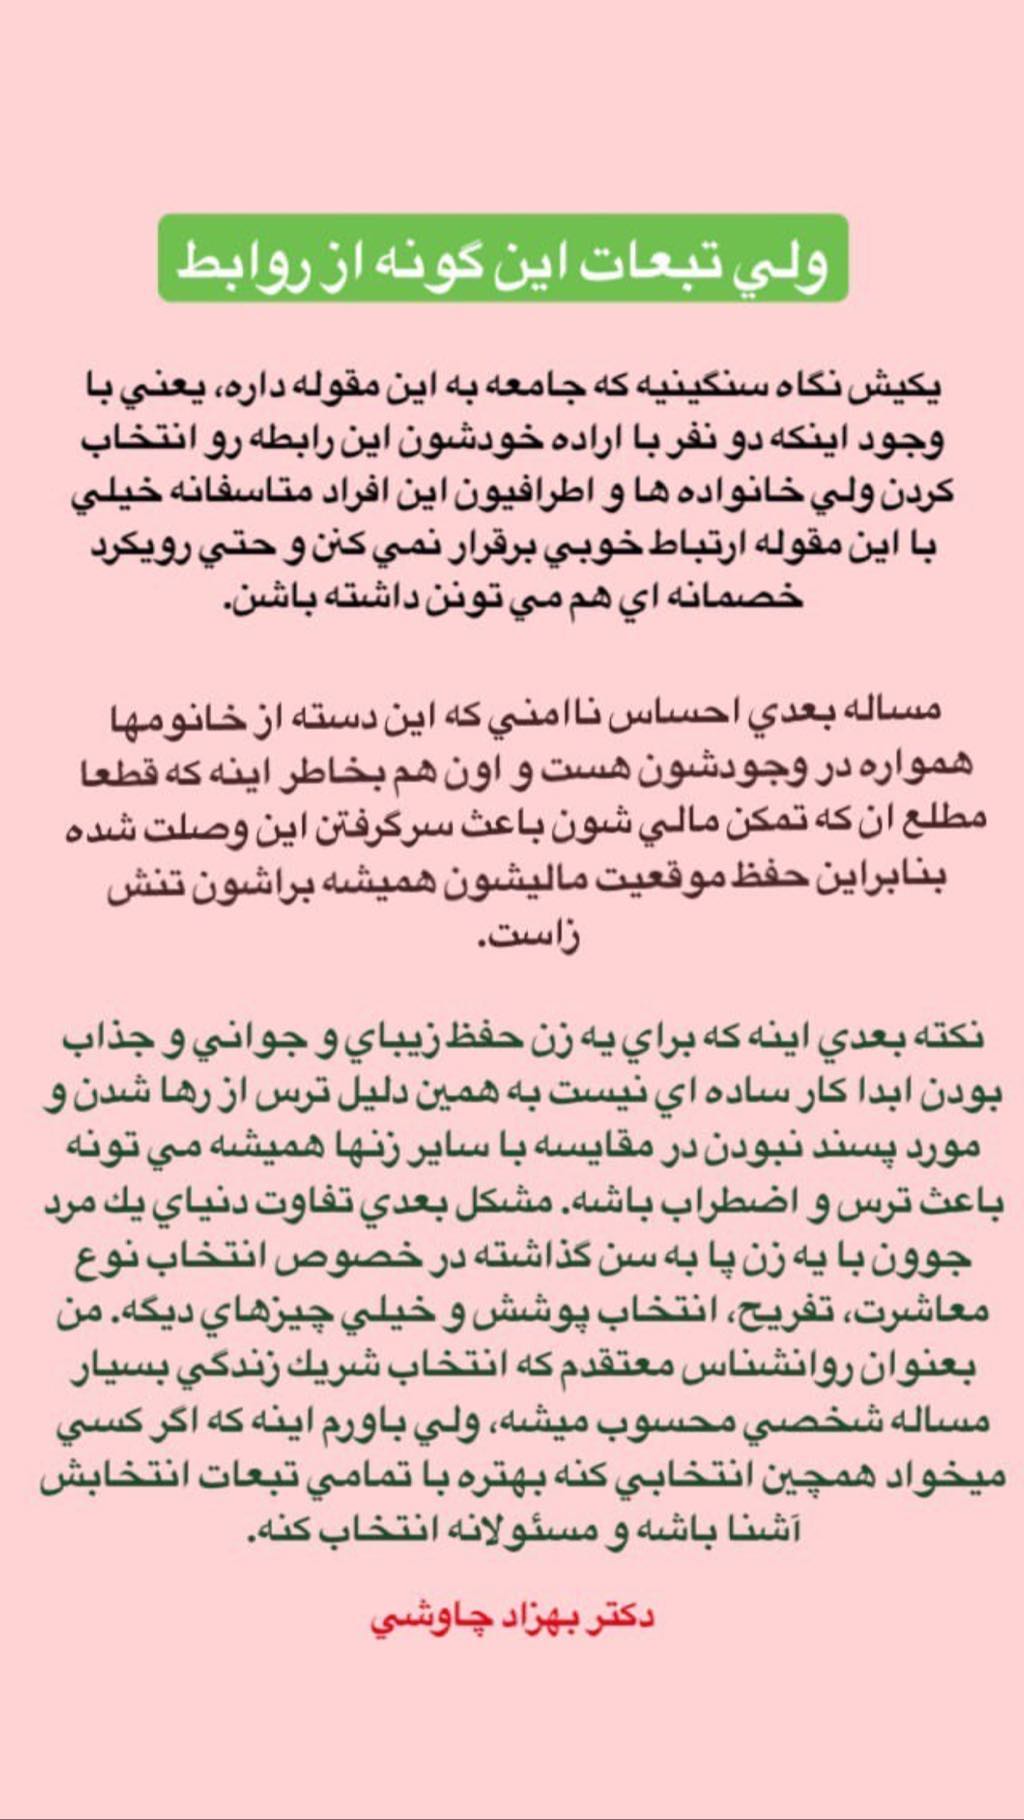 ولي تبعات اين گونه از روابط
يكيش نگاه سنگينيه كه جامعه به اين مقوله داره، يعني با
وجود اينكه دو نفر با اراده خودشون اين رابطه رو انتخاب
كردن ولي خانواده ها و اطرافيون اين افراد متاسفانه خيلي
با اين مقوله ارتباط خوبي برقرار نمي كنن و حتي رويكرد
خصمانه اي هم مي تونن داشته باشن.
مساله بعدي احساس ناامني كه اين دسته از خانومها
همواره در وجودشون هست و اون هم بخاطر اينه كه قطعا
مطلع ان كه تمكن مالي شون باعث سرگرفتن اين وصلت شده
بنابراين حفظ موقعيت ماليشون هميشه براشون تنش
زاست.
نكته بعدي اينه كه براي يه زن حفظ زيباي و جواني و جذاب
بودن ابدا كار ساده اي نيست به همين دليل ترس از رها شدن و
مورد پسند نبودن در مقايسه با ساير زنها هميشه مي تونه
باعث ترس و اضطراب باشه. مشكل بعدي تفاوت دنياي يك مرد
جوون با يه زن پا به سن گذاشته در خصوص انتخاب نوع
معاشرت، تفريح، انتخاب پوشش و خيلي چيزهاي ديگه. من
بعنوان روانشناس معتقدم كه انتخاب شريك زندگي بسيار
مساله شخصي محسوب ميشه، ولي باورم اينه كه اگر كسي
ميخواد همچين انتخابي كنه بهتره با تمامي تبعات انتخابش
آشنا باشه و مسئولانه انتخاب كنه.
دكتر بهزاد چاوشي